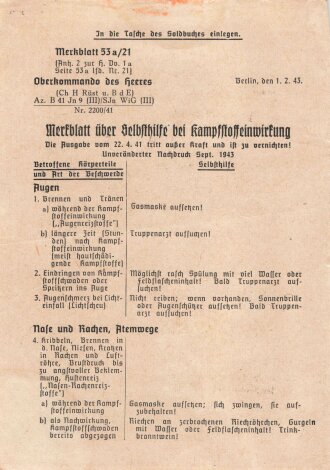 In die Tasche des Soldbuches einlegen.
Merkblatt 53a/21
(Anh. 2 zur H. Dv. 1a
Seite 53a lfd. Nr. 21)
Oberkommando des Heeres
Berlin, den 1. 2. 43.
(Ch H Rüst u. B d E)
Az. B 41 Jn 9 (III)/SJn WiG (III)
Nr. 2200/41
Merkblatt über Selbsthilfe bei Kampfstoffeinwirkung
Die Ausgabe vom 22. 4. 41 tritt außer Kraft und ist zu vernichten!
Unveränderter Nachdruck Sept. 1943
Betroffene Körperteile
und Art der Beschwerde
Selbsthilfe
Augen
1. Brennen und Tränen
a) während der Kampf-
stoffeinwirkung
("Augenreizstoffe")
Gasmaske aufsetzen!
b) längere Zeit (Stun-
den) nach Kampf-
stoffeinwirkung
(meist hautschädi-
gende Kampfstoffe)
Truppenarzt aufsuchen!
2. Eindringen von Kampf-
stoffschwaden oder
Spritzern ins Auge
Möglichst rasch Spülung mit viel Wasser oder
Feldflascheninhalt! Bald Truppenarzt auf-
suchen!
3. Augenschmerz bei Licht-
einfall (Lichtscheu)
Nicht reiben; wenn vorhanden, Sonnenbrille
oder Augenschützer aufsetzen! Bald Truppen-
arzt aufsuchen!
Nase und Rachen, Atemwege
4. Kribbeln, Brennen in
d. Nase, Niesen, Kratzen
in Rachen und Luft-
röhre, Brustdruck bis
zu angstvoller Beklem-
mung, Hustenreiz
("Nasen-Rachenreiz-
stoffe")
a) während der Kampf-
stoffeinwirkung
Gasmaske aufsetzen; sich zwingen, sie auf-
zubehalten!
b) als Nachwirkung,
Kampfstoffschwaden
bereits abgezogen
Riechen an zerbrochenen Riechröhrchen, Gurgeln
mit Wasser oder Feldflascheninhalt! Trink-
branntwein!